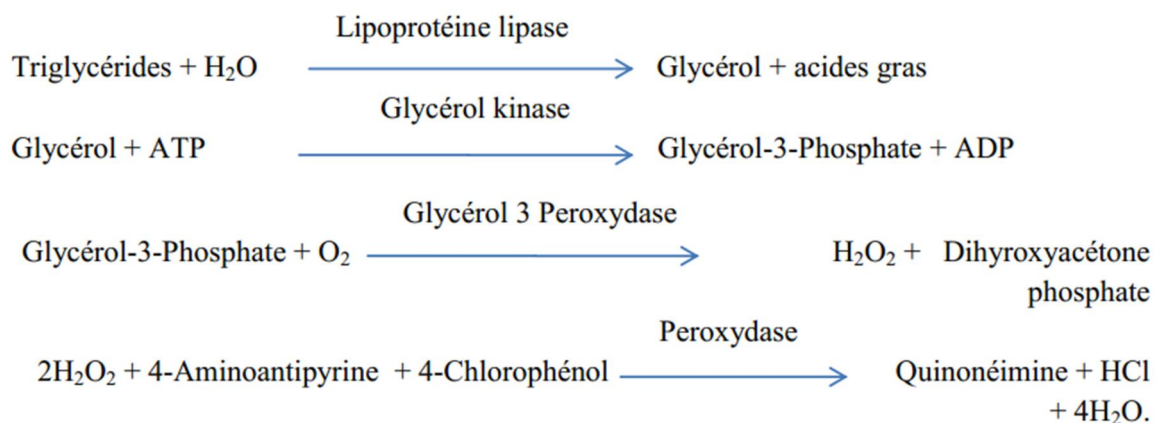 Lipoprotéine lipase
Triglycérides + H₂O Glycérol + acides gras
Glycérol kinase
Glycérol + ATP Glycérol-3-Phosphate + ADP
Glycérol 3 Peroxydase
Glycérol-3-Phosphate + O₂ H₂O₂ + Dihyroxyacétone
phosphate
Peroxydase
2H₂O₂ + 4-Aminoantipyrine + 4-Chlorophénol Quinonéimine + HCl
+ 4H₂O.